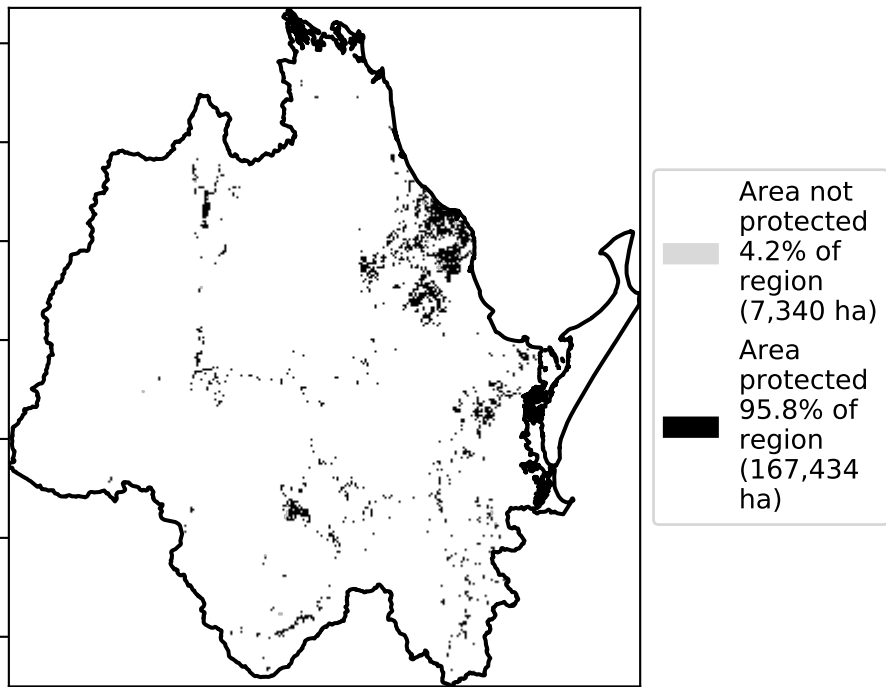 Area not
protected
4.2% of
region
(7,340 ha)
Area
protected
95.8% of
region
(167,434
ha)